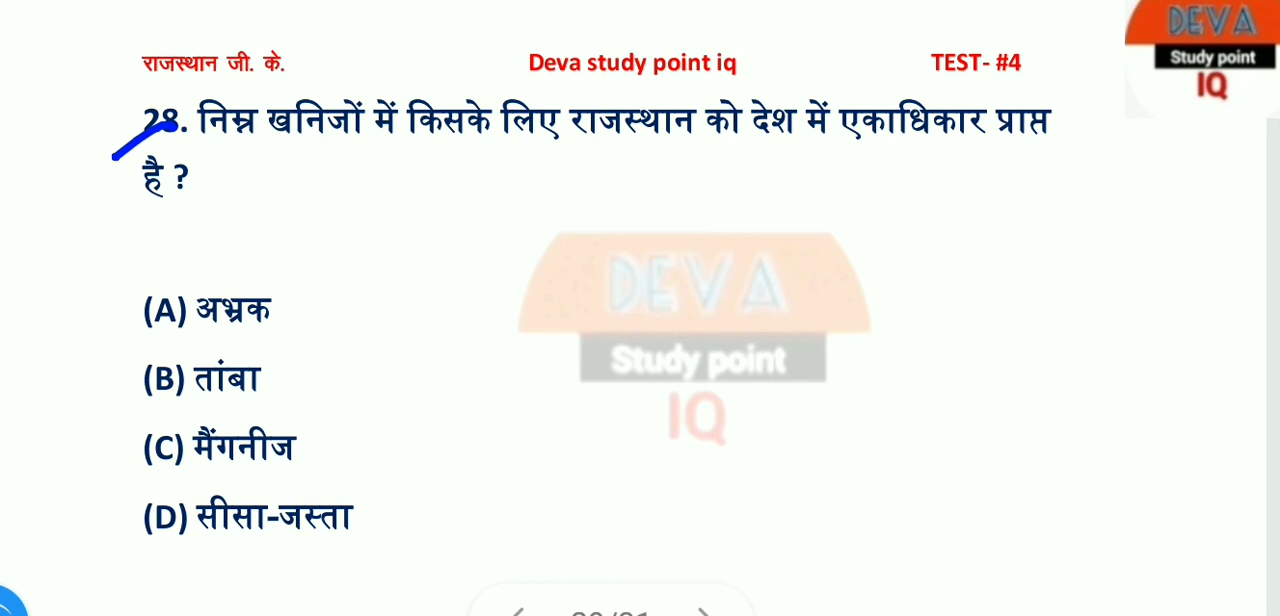 DEVA
Study point
IQ
राजस्थान जी. के. Deva study point iq TEST- #4
28. निम्न खनिजों में किसके लिए राजस्थान को देश में एकाधिकार प्राप्त
है ?
DEVA
Study point
IQ
(A) अभ्रक
(B) तांबा
(C) मैंगनीज
(D) सीसा-जस्ता